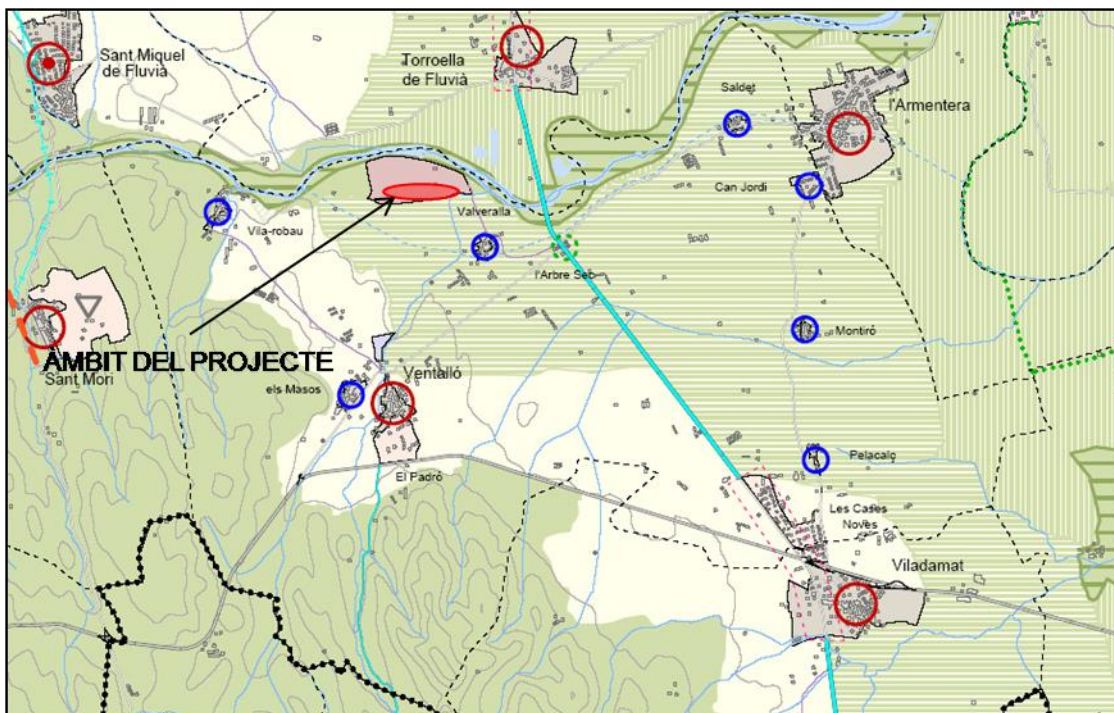 Sant Miquel
de Fluvià
Torroella
de Fluvià
Saldet
l'Armentera
Can Jordi
Valveralla
Vila-robau
l'Arbre Sec
Montiró
ÀMBIT DEL PROJECTE
Sant Mori
els Masos
Ventalló
El Padró
Pelacalç
Les Cases
Noves
Viladamat